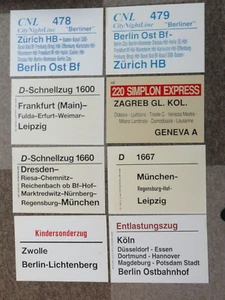 CNL 478
CityNightLine "Berliner"
Zürich HB -
Berlin Ost Bf
CNL 479
CityNightLine "Berliner"
Berlin Ost Bf -
Zürich HB
D-Schnellzug 1600
Frankfurt (Main)–
Fulda-Erfurt-Weimar–
Leipzig
220 SIMPLON EXPRESS
ZAGREB GL. KOL.
GENEVA A
D-Schnellzug 1660
Dresden–
Riesa-Chemnitz-
Reichenbach ob Bf-Hof-
Marktredwitz-Nürnberg-
Regensburg-München
D 1667
München-
Regensburg-Hof-
Leipzig
Kindersonderzug
Zwolle
Berlin-Lichtenberg
Entlastungszug
Köln
Düsseldorf - Essen
Dortmund - Hannover
Magdeburg - Potsdam Stadt
Berlin Ostbahnhof